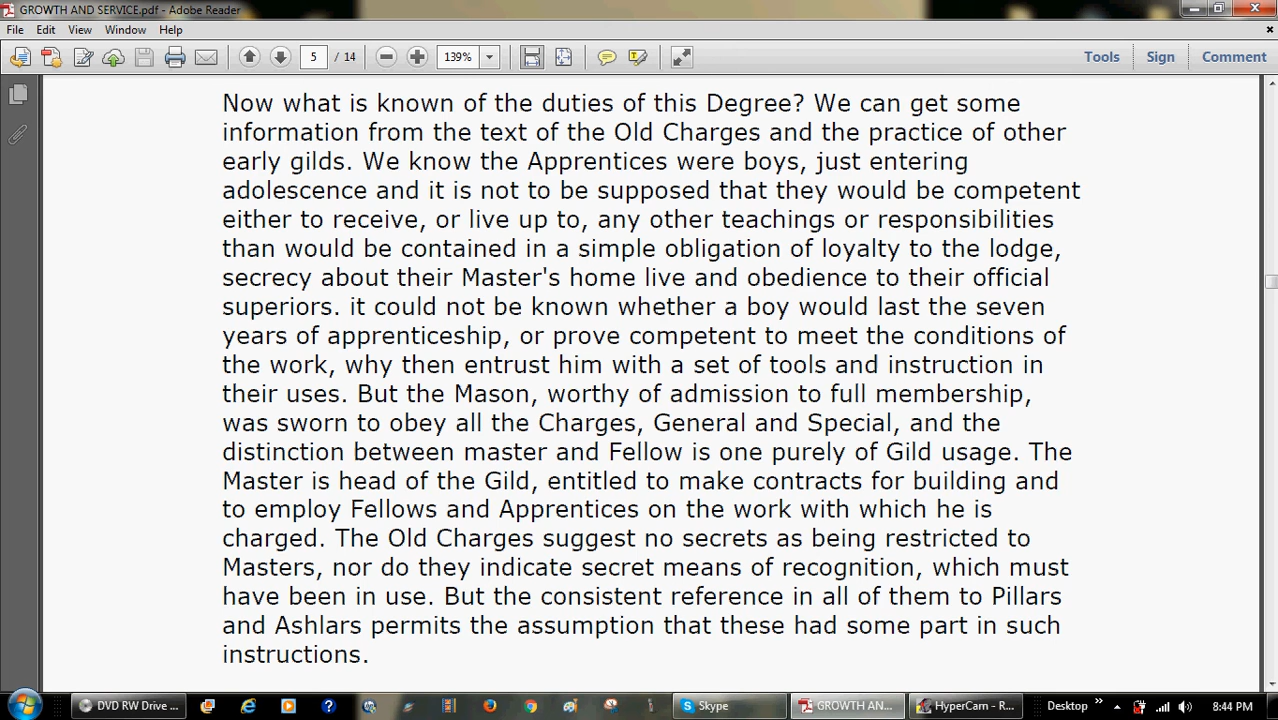 GROWTH AND SERVICE.pdf - Adobe Reader
File Edit View Window Help
5 / 14 139% Tools Sign Comment
Now what is known of the duties of this Degree? We can get some
information from the text of the Old Charges and the practice of other
early gilds. We know the Apprentices were boys, just entering
adolescence and it is not to be supposed that they would be competent
either to receive, or live up to, any other teachings or responsibilities
than would be contained in a simple obligation of loyalty to the lodge,
secrecy about their Master's home live and obedience to their official
superiors. it could not be known whether a boy would last the seven
years of apprenticeship, or prove competent to meet the conditions of
the work, why then entrust him with a set of tools and instruction in
their uses. But the Mason, worthy of admission to full membership,
was sworn to obey all the Charges, General and Special, and the
distinction between master and Fellow is one purely of Gild usage. The
Master is head of the Gild, entitled to make contracts for building and
to employ Fellows and Apprentices on the work with which he is
charged. The Old Charges suggest no secrets as being restricted to
Masters, nor do they indicate secret means of recognition, which must
have been in use. But the consistent reference in all of them to Pillars
and Ashlars permits the assumption that these had some part in such
instructions.
DVD RW Drive ... Skype GROWTH AN... HyperCam - R... Desktop 8:44 PM